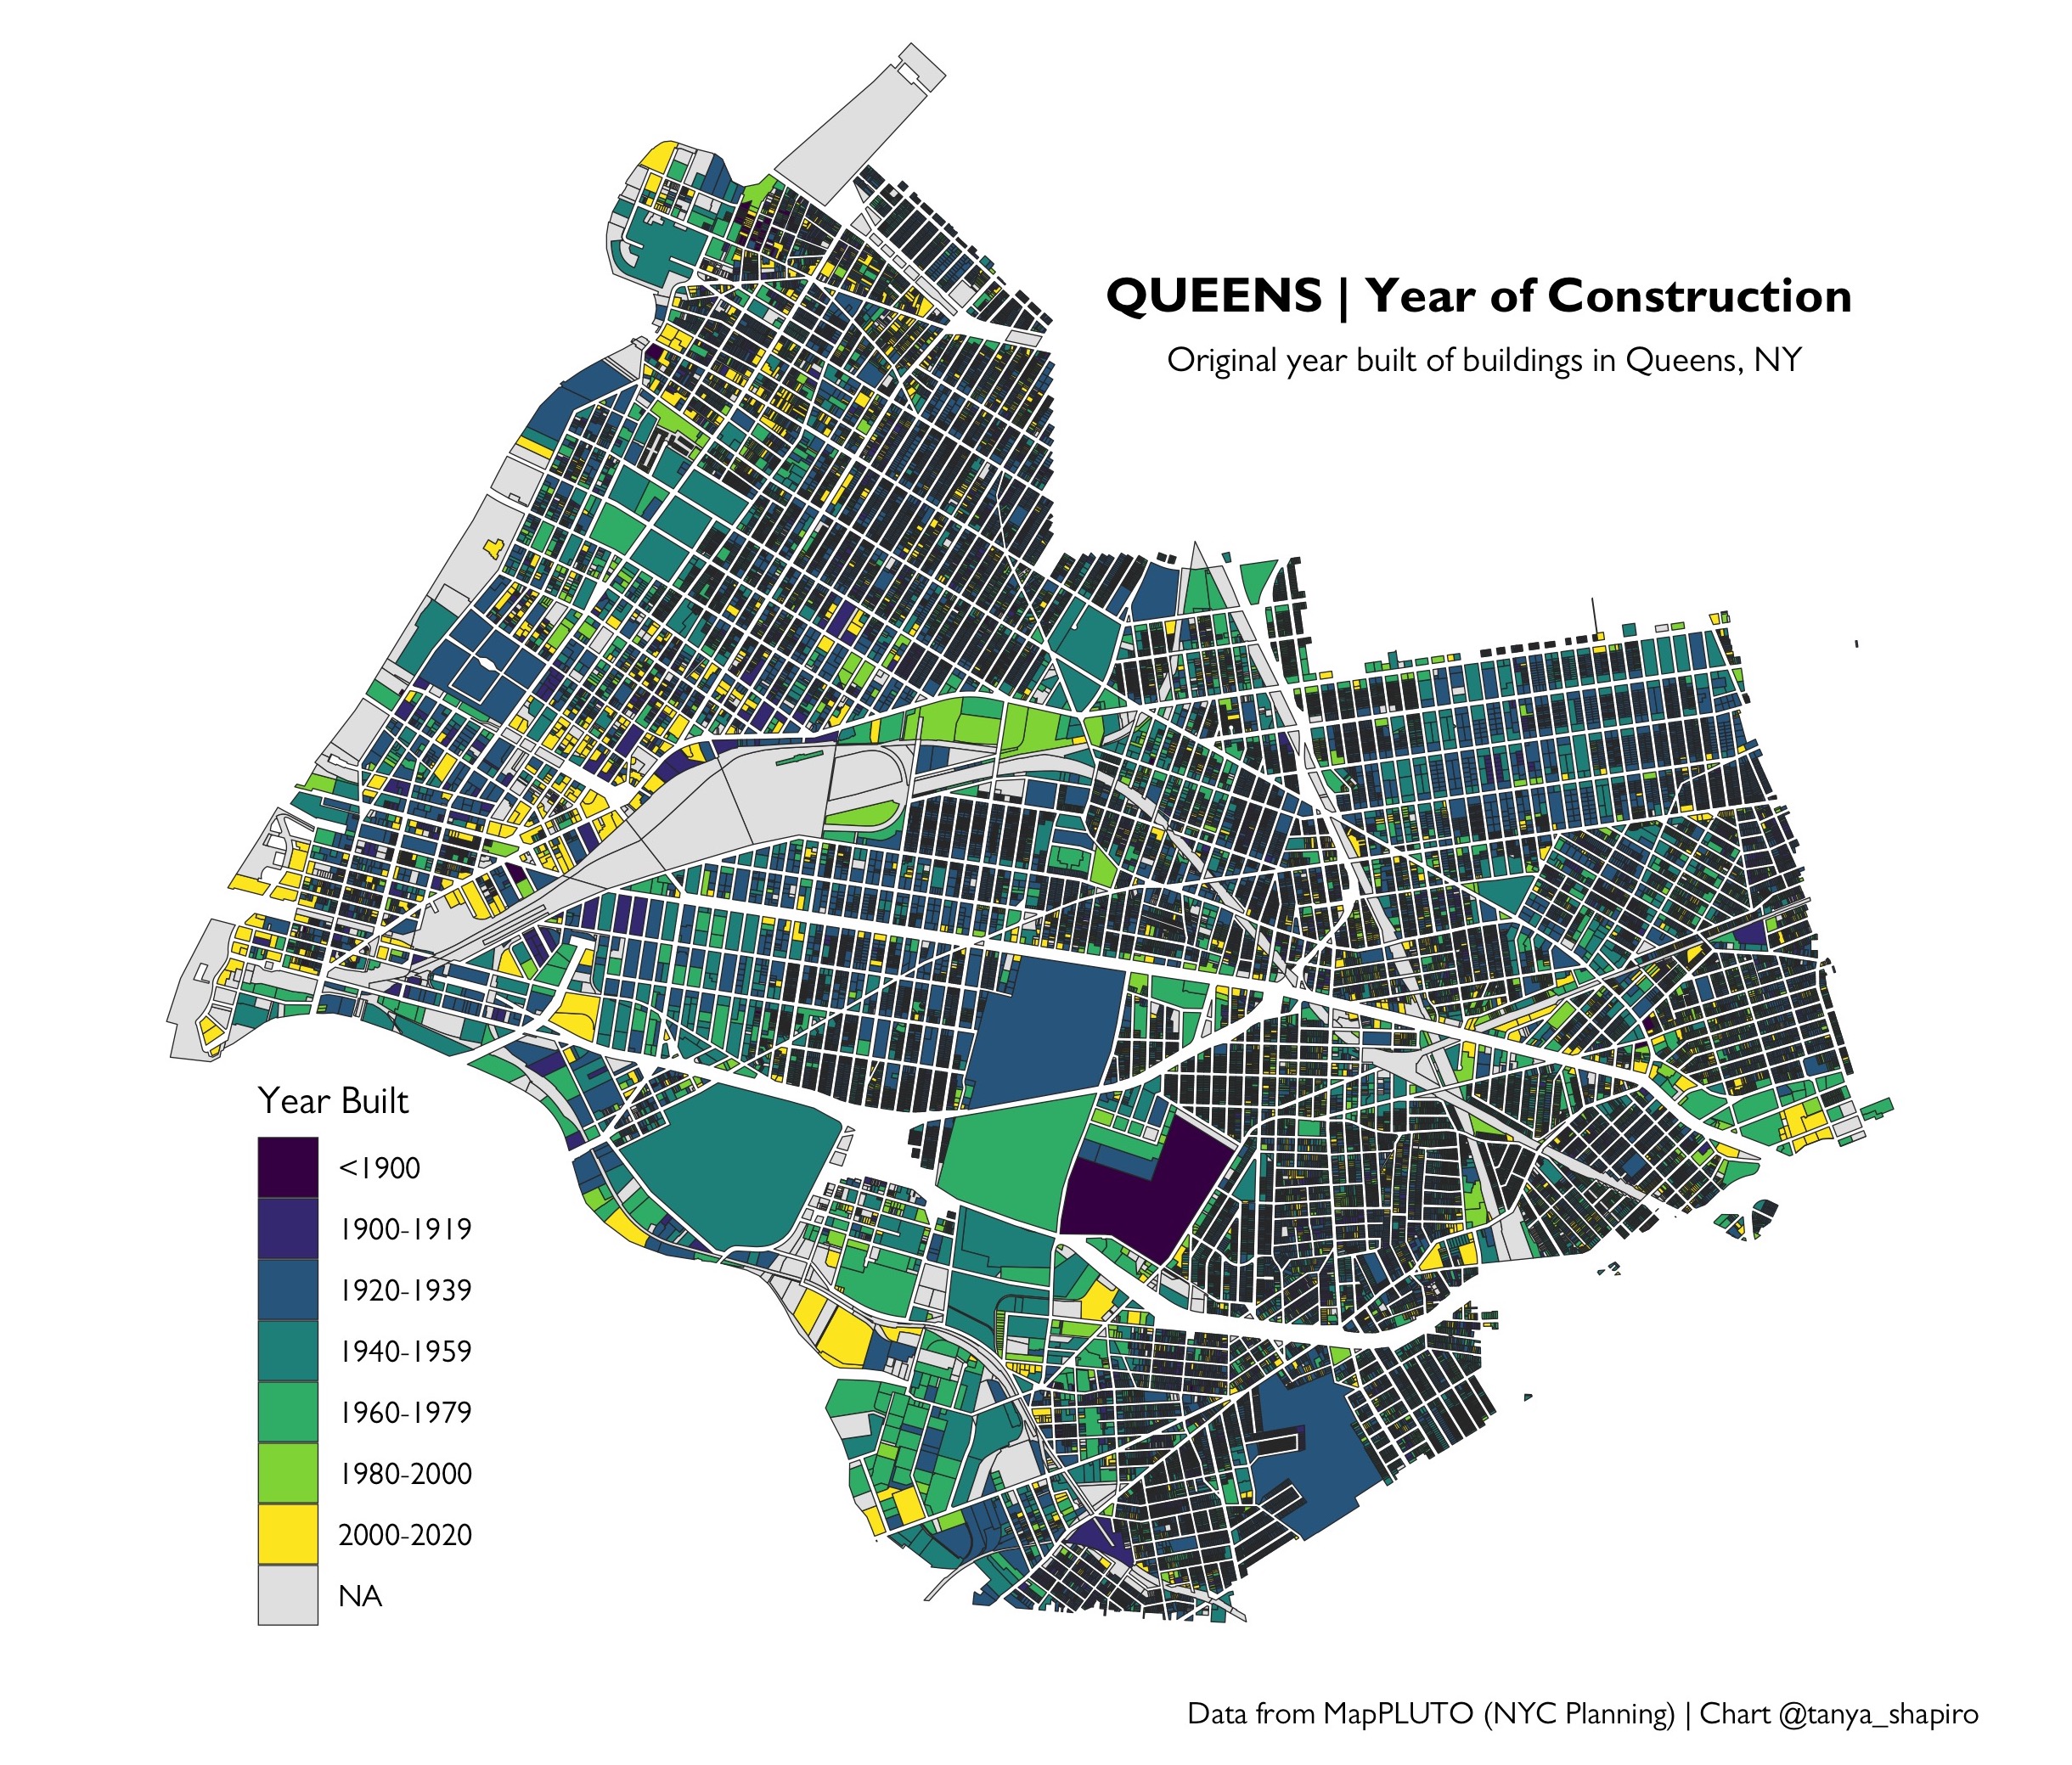 QUEENS | Year of Construction
Original year built of buildings in Queens, NY
Year Built
<1900
1900-1919
1920-1939
1940-1959
1960-1979
1980-2000
2000-2020
NA
Data from MapPLUTO (NYC Planning) | Chart @tanya_shapiro